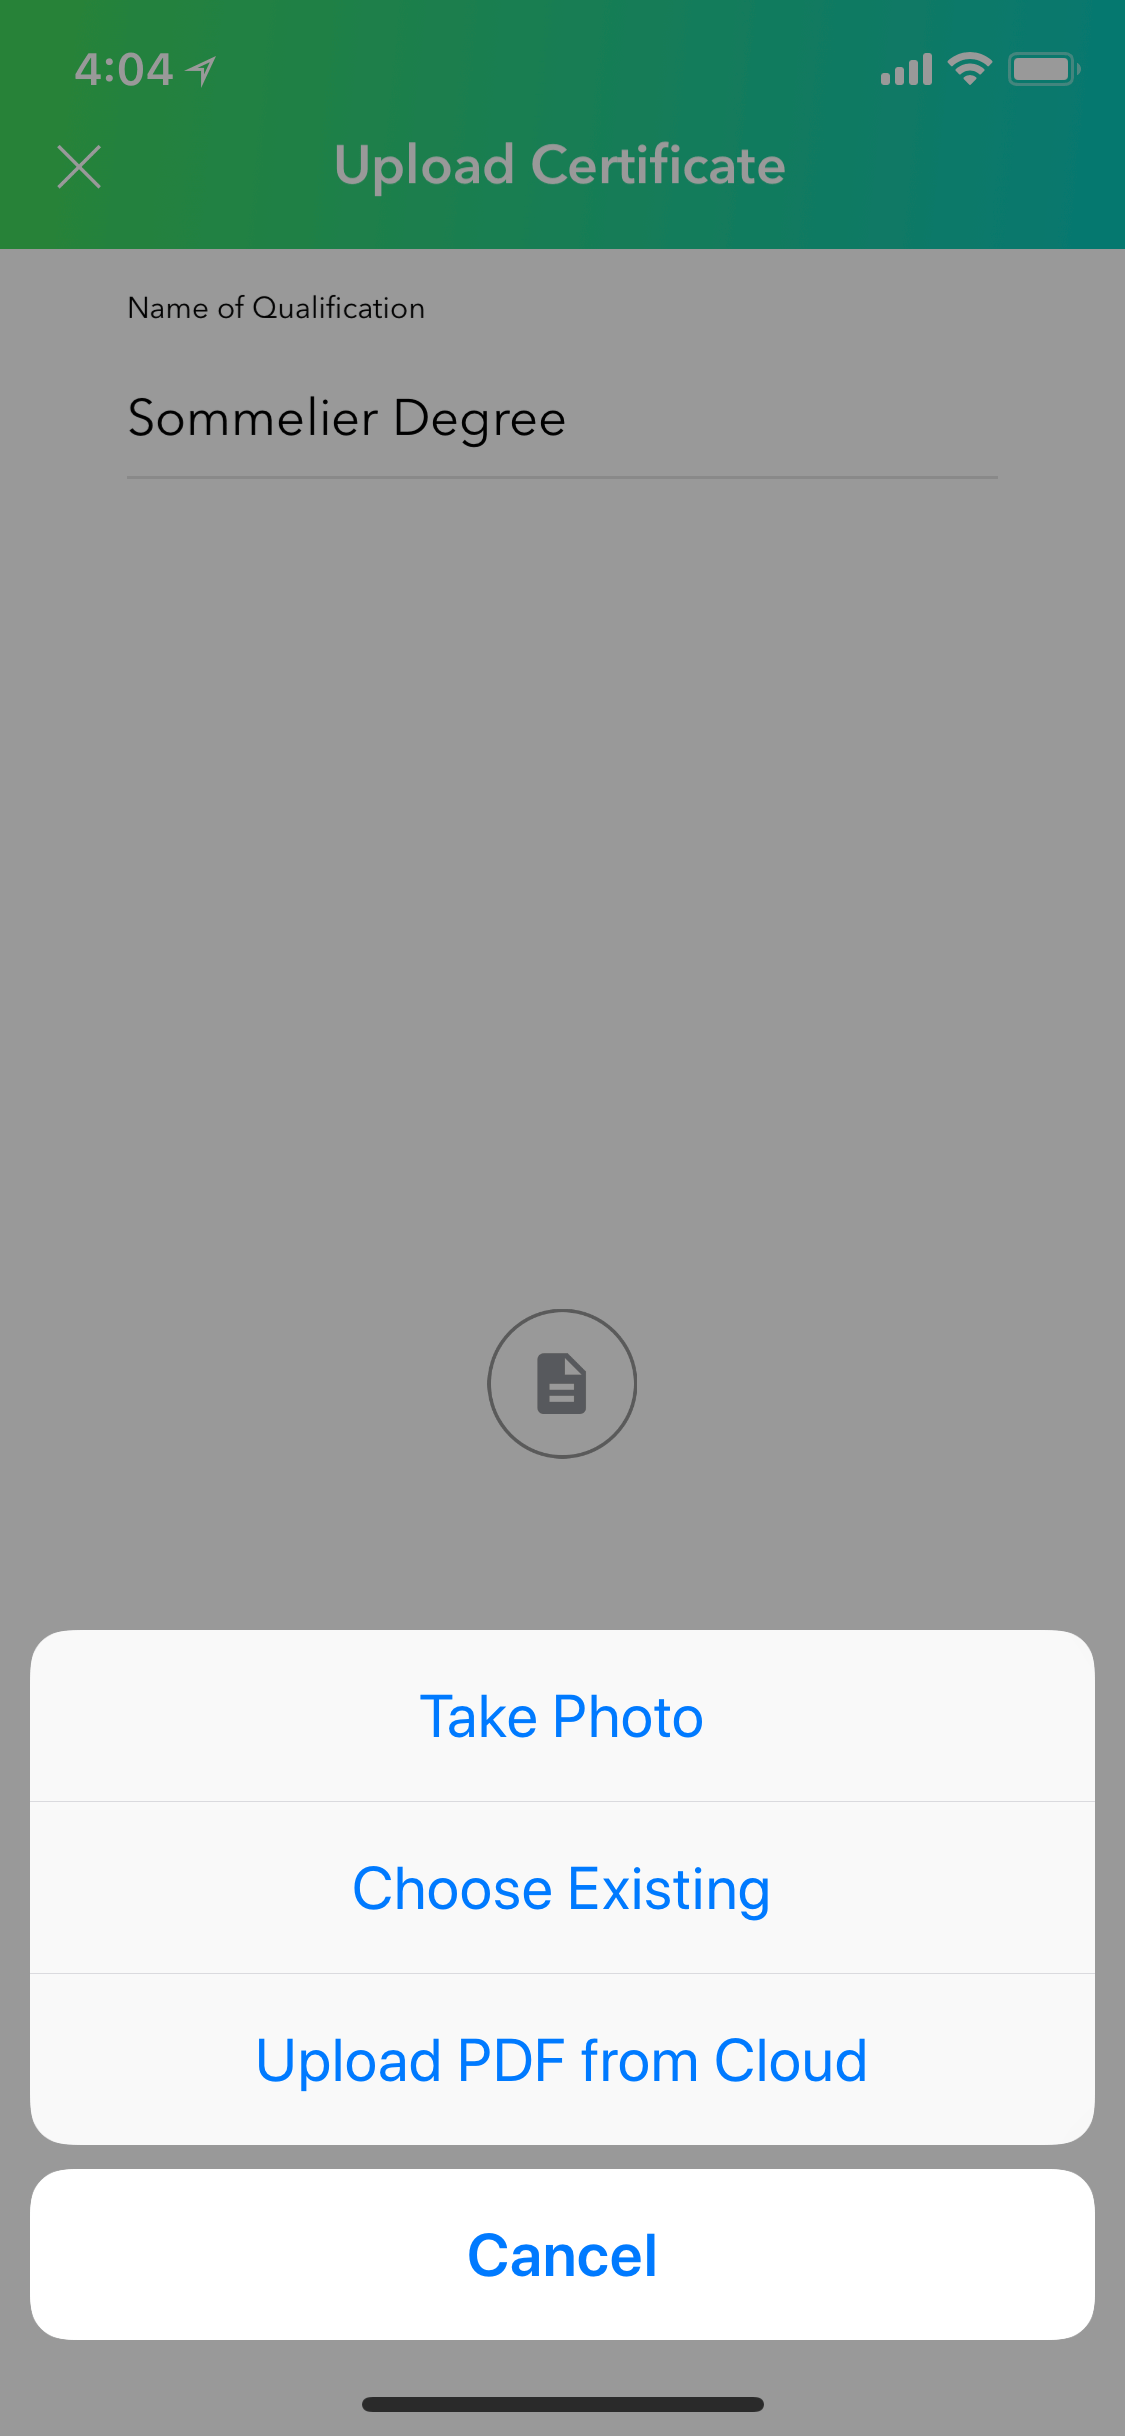 4:04
Upload Certificate
Name of Qualification
Sommelier Degree
Take Photo
Choose Existing
Upload PDF from Cloud
Cancel